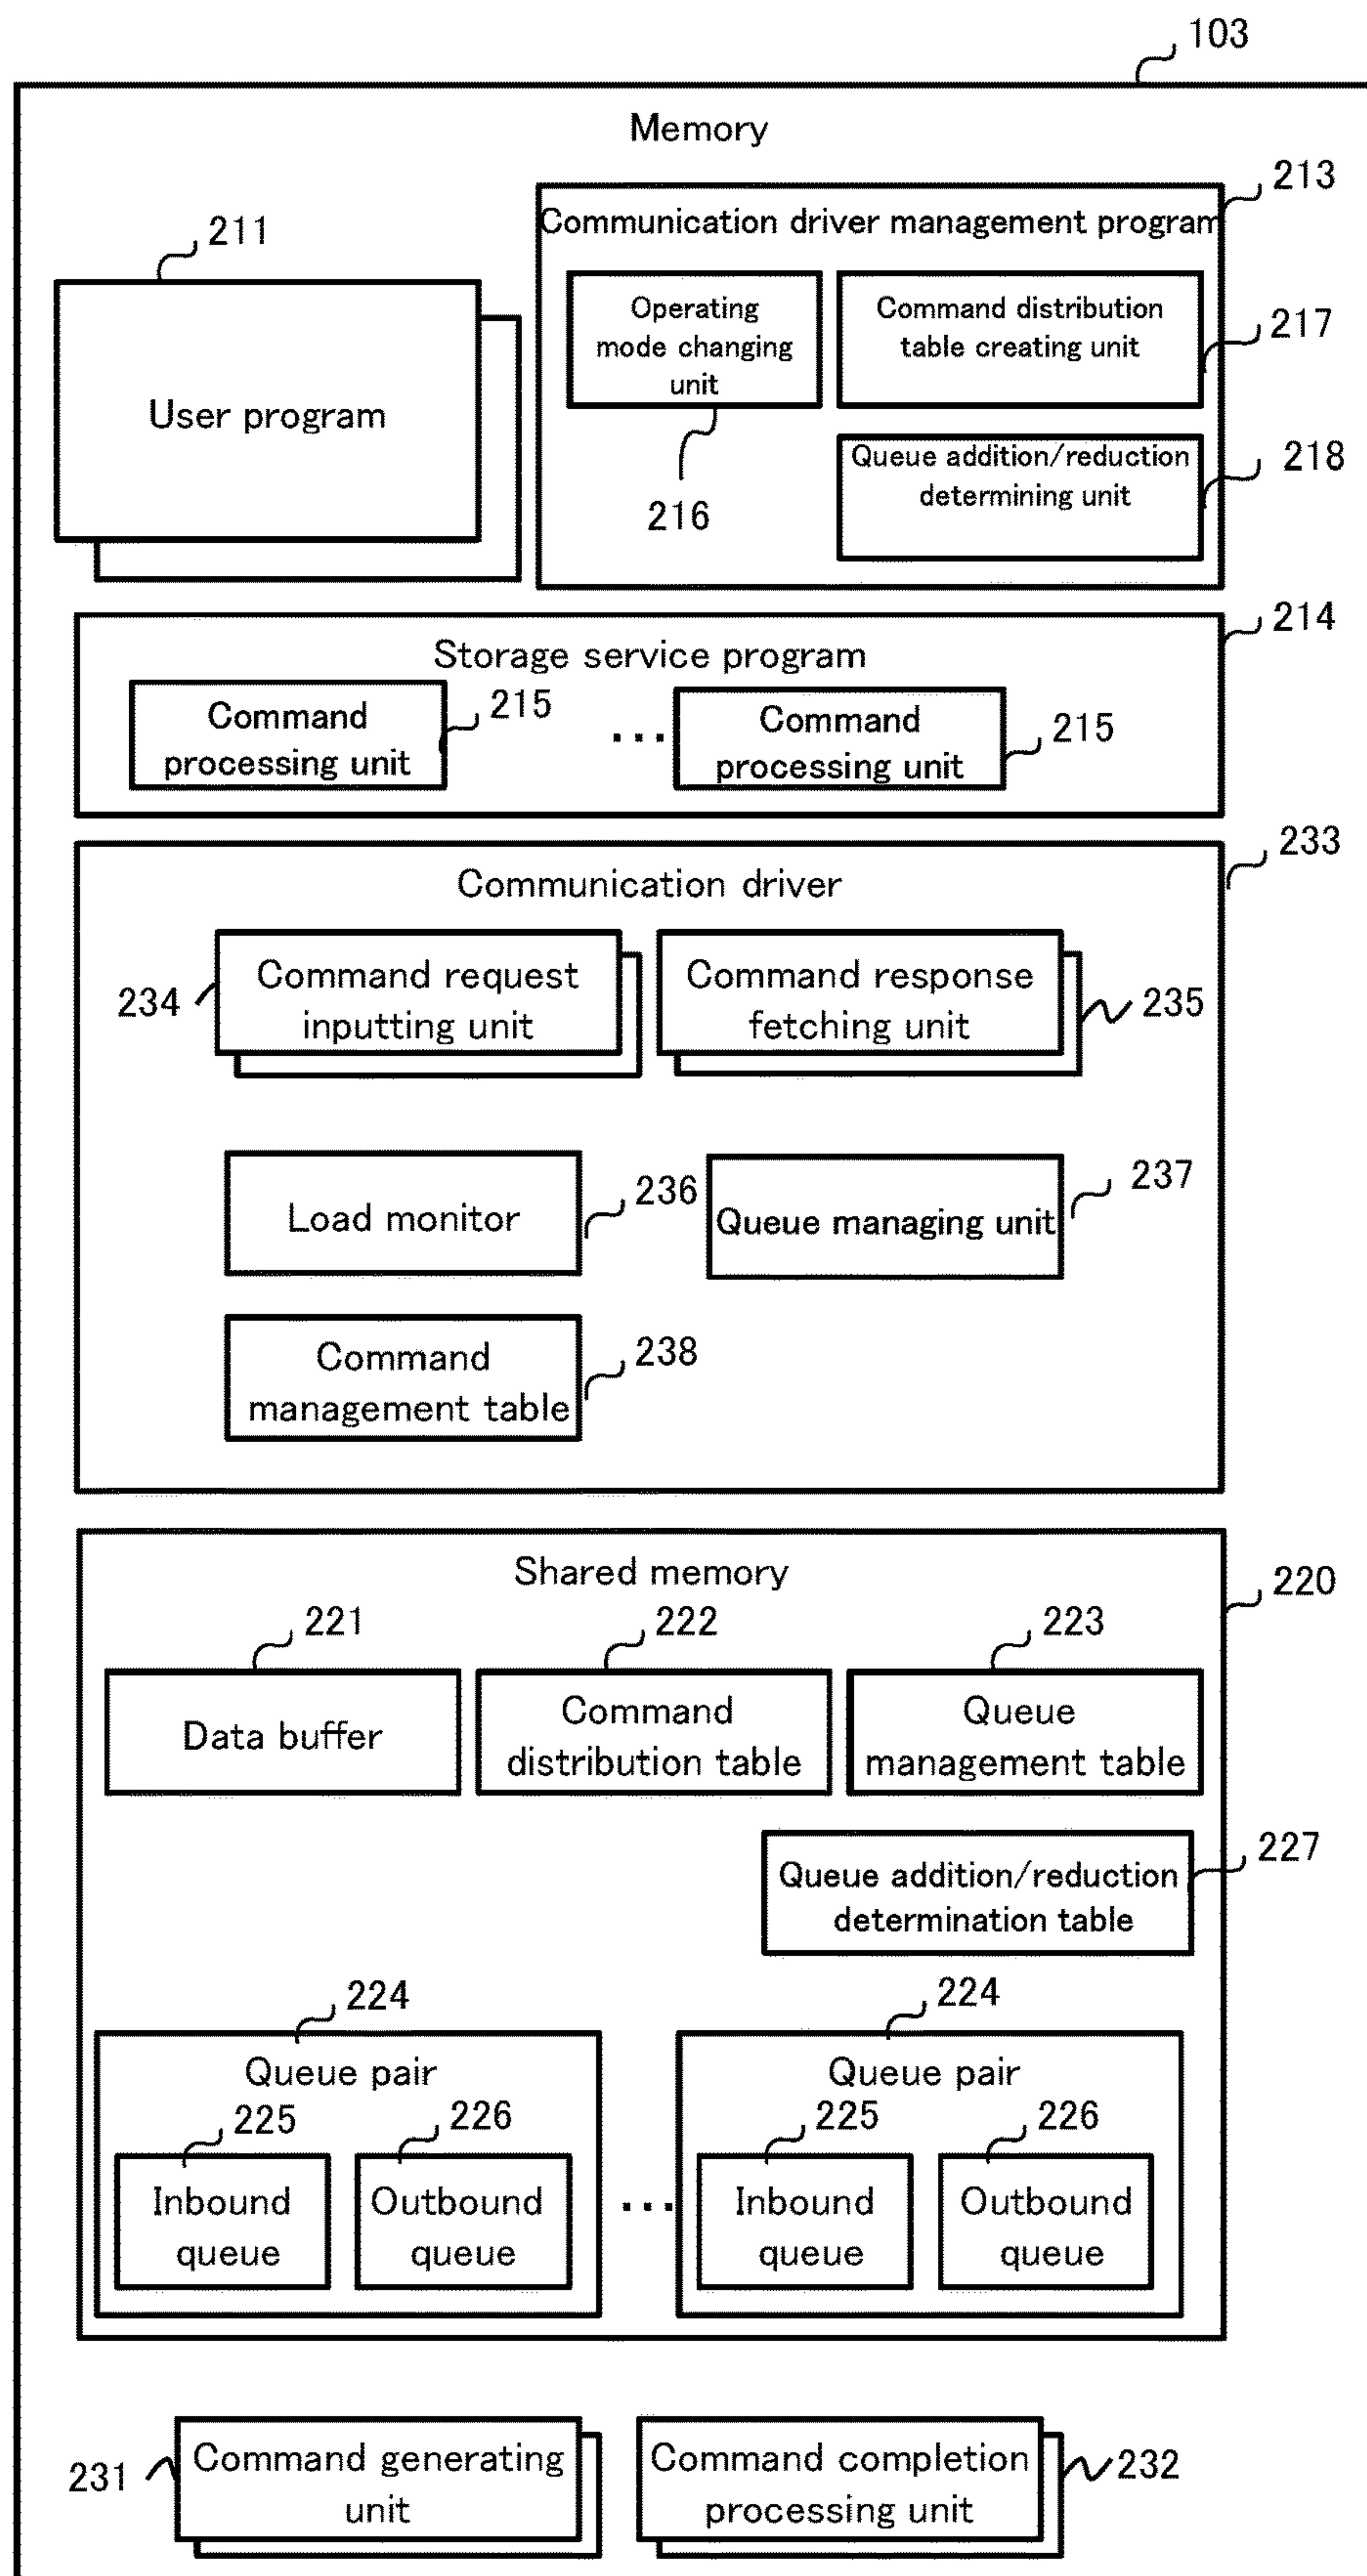 103
Memory
213
Communication driver management program
211
Operating
mode changing
unit
Command distribution
table creating unit
217
User program
216
Queue addition/reduction
determining unit
218
214
Storage service program
Command
processing unit
215
...
Command
processing unit
215
233
Communication driver
234
Command request
inputting unit
Command response
fetching unit
235
Load monitor
236
Queue managing unit
237
Command
management table
238
Shared memory
220
221
222
223
Data buffer
Command
distribution table
Queue
management table
Queue addition/reduction
determination table
227
224
224
Queue pair
Queue pair
225
226
225
226
Inbound
queue
Outbound
queue
...
Inbound
queue
Outbound
queue
231
Command generating
unit
Command completion
processing unit
232